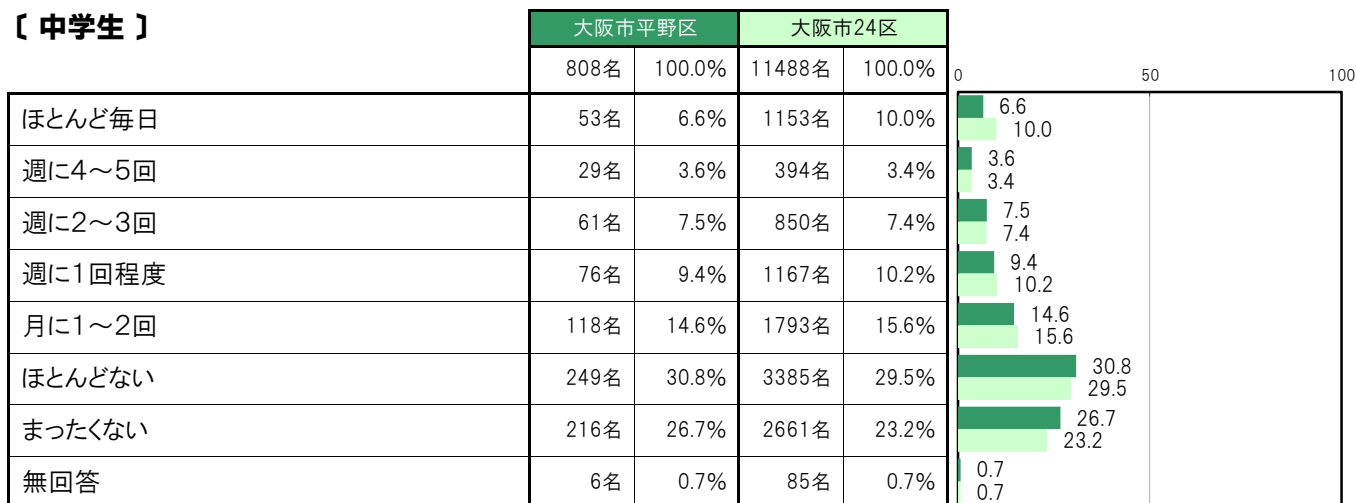 〔 中学生 〕
大阪市平野区 大阪市24区
808名 100.0% 11488名 100.0% 0 50 100
ほとんど毎日 53名 6.6% 1153名 10.0% 6.6
10.0
週に4～5回 29名 3.6% 394名 3.4% 3.6
3.4
週に2～3回 61名 7.5% 850名 7.4% 7.5
7.4
週に1回程度 76名 9.4% 1167名 10.2% 9.4
10.2
月に1～2回 118名 14.6% 1793名 15.6% 14.6
15.6
ほとんどない 249名 30.8% 3385名 29.5% 30.8
29.5
まったくない 216名 26.7% 2661名 23.2% 26.7
23.2
無回答 6名 0.7% 85名 0.7% 0.7
0.7